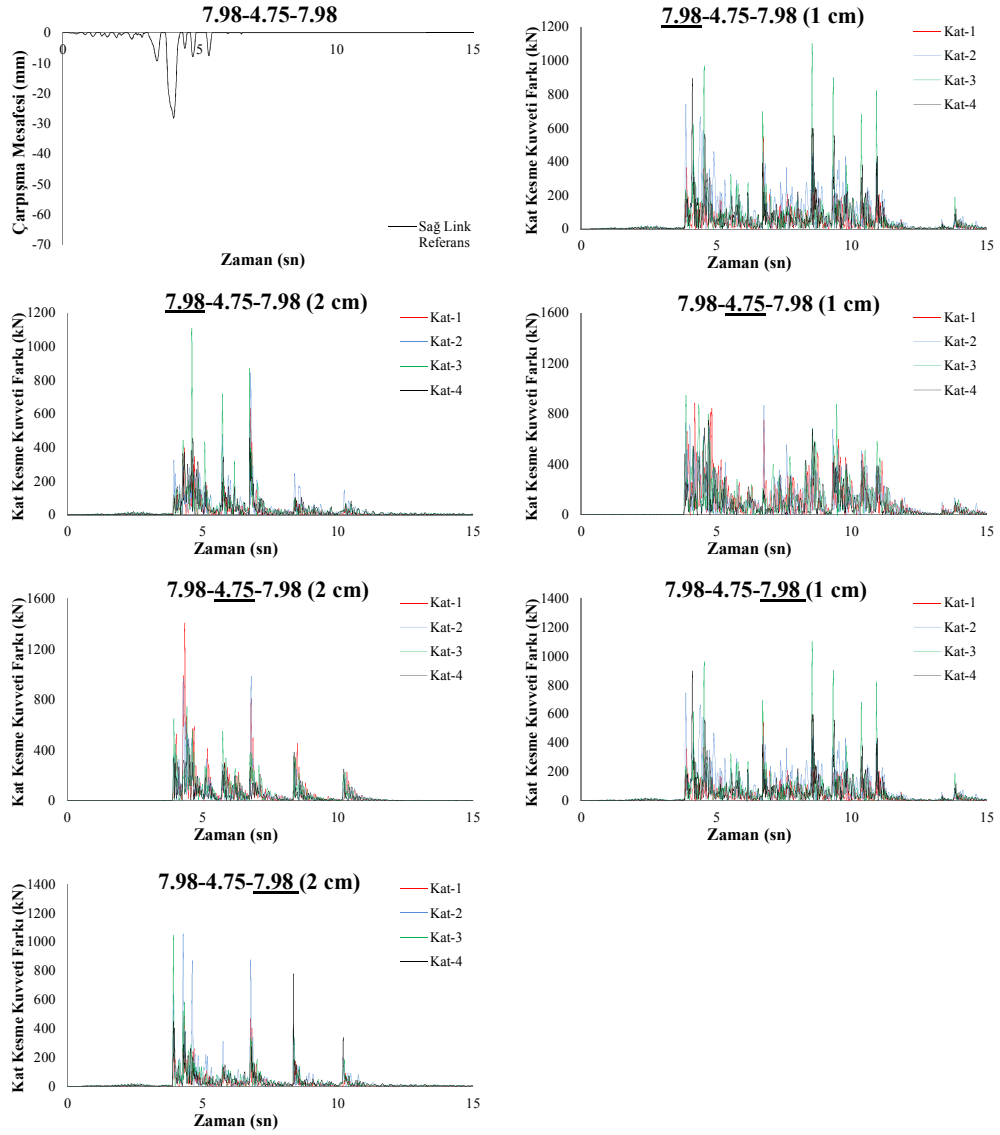 7.98-4.75-7.98
Çarpışma Mesafesi (mm)
0
-10
-20
-30
-40
-50
-60
-70
0
5
10
15
Sağ Link
Referans
Zaman (sn)
7.98-4.75-7.98 (1 cm)
Kat Kesme Kuvveti Farkı (kN)
1200
1000
800
600
400
200
0
0
5
10
15
Kat-1
Kat-2
Kat-3
Kat-4
Zaman (sn)
7.98-4.75-7.98 (2 cm)
Kat Kesme Kuvveti Farkı (kN)
1200
1000
800
600
400
200
0
0
5
10
15
Kat-1
Kat-2
Kat-3
Kat-4
Zaman (sn)
7.98-4.75-7.98 (1 cm)
Kat Kesme Kuvveti Farkı (kN)
1600
1200
800
400
0
0
5
10
15
Kat-1
Kat-2
Kat-3
Kat-4
Zaman (sn)
7.98-4.75-7.98 (2 cm)
Kat Kesme Kuvveti Farkı (kN)
1600
1200
800
400
0
0
5
10
15
Kat-1
Kat-2
Kat-3
Kat-4
Zaman (sn)
7.98-4.75-7.98 (1 cm)
Kat Kesme Kuvveti Farkı (kN)
1400
1200
1000
800
600
400
200
0
0
5
10
15
Kat-1
Kat-2
Kat-3
Kat-4
Zaman (sn)
7.98-4.75-7.98 (2 cm)
Kat Kesme Kuvveti Farkı (kN)
1400
1200
1000
800
600
400
200
0
0
5
10
15
Kat-1
Kat-2
Kat-3
Kat-4
Zaman (sn)